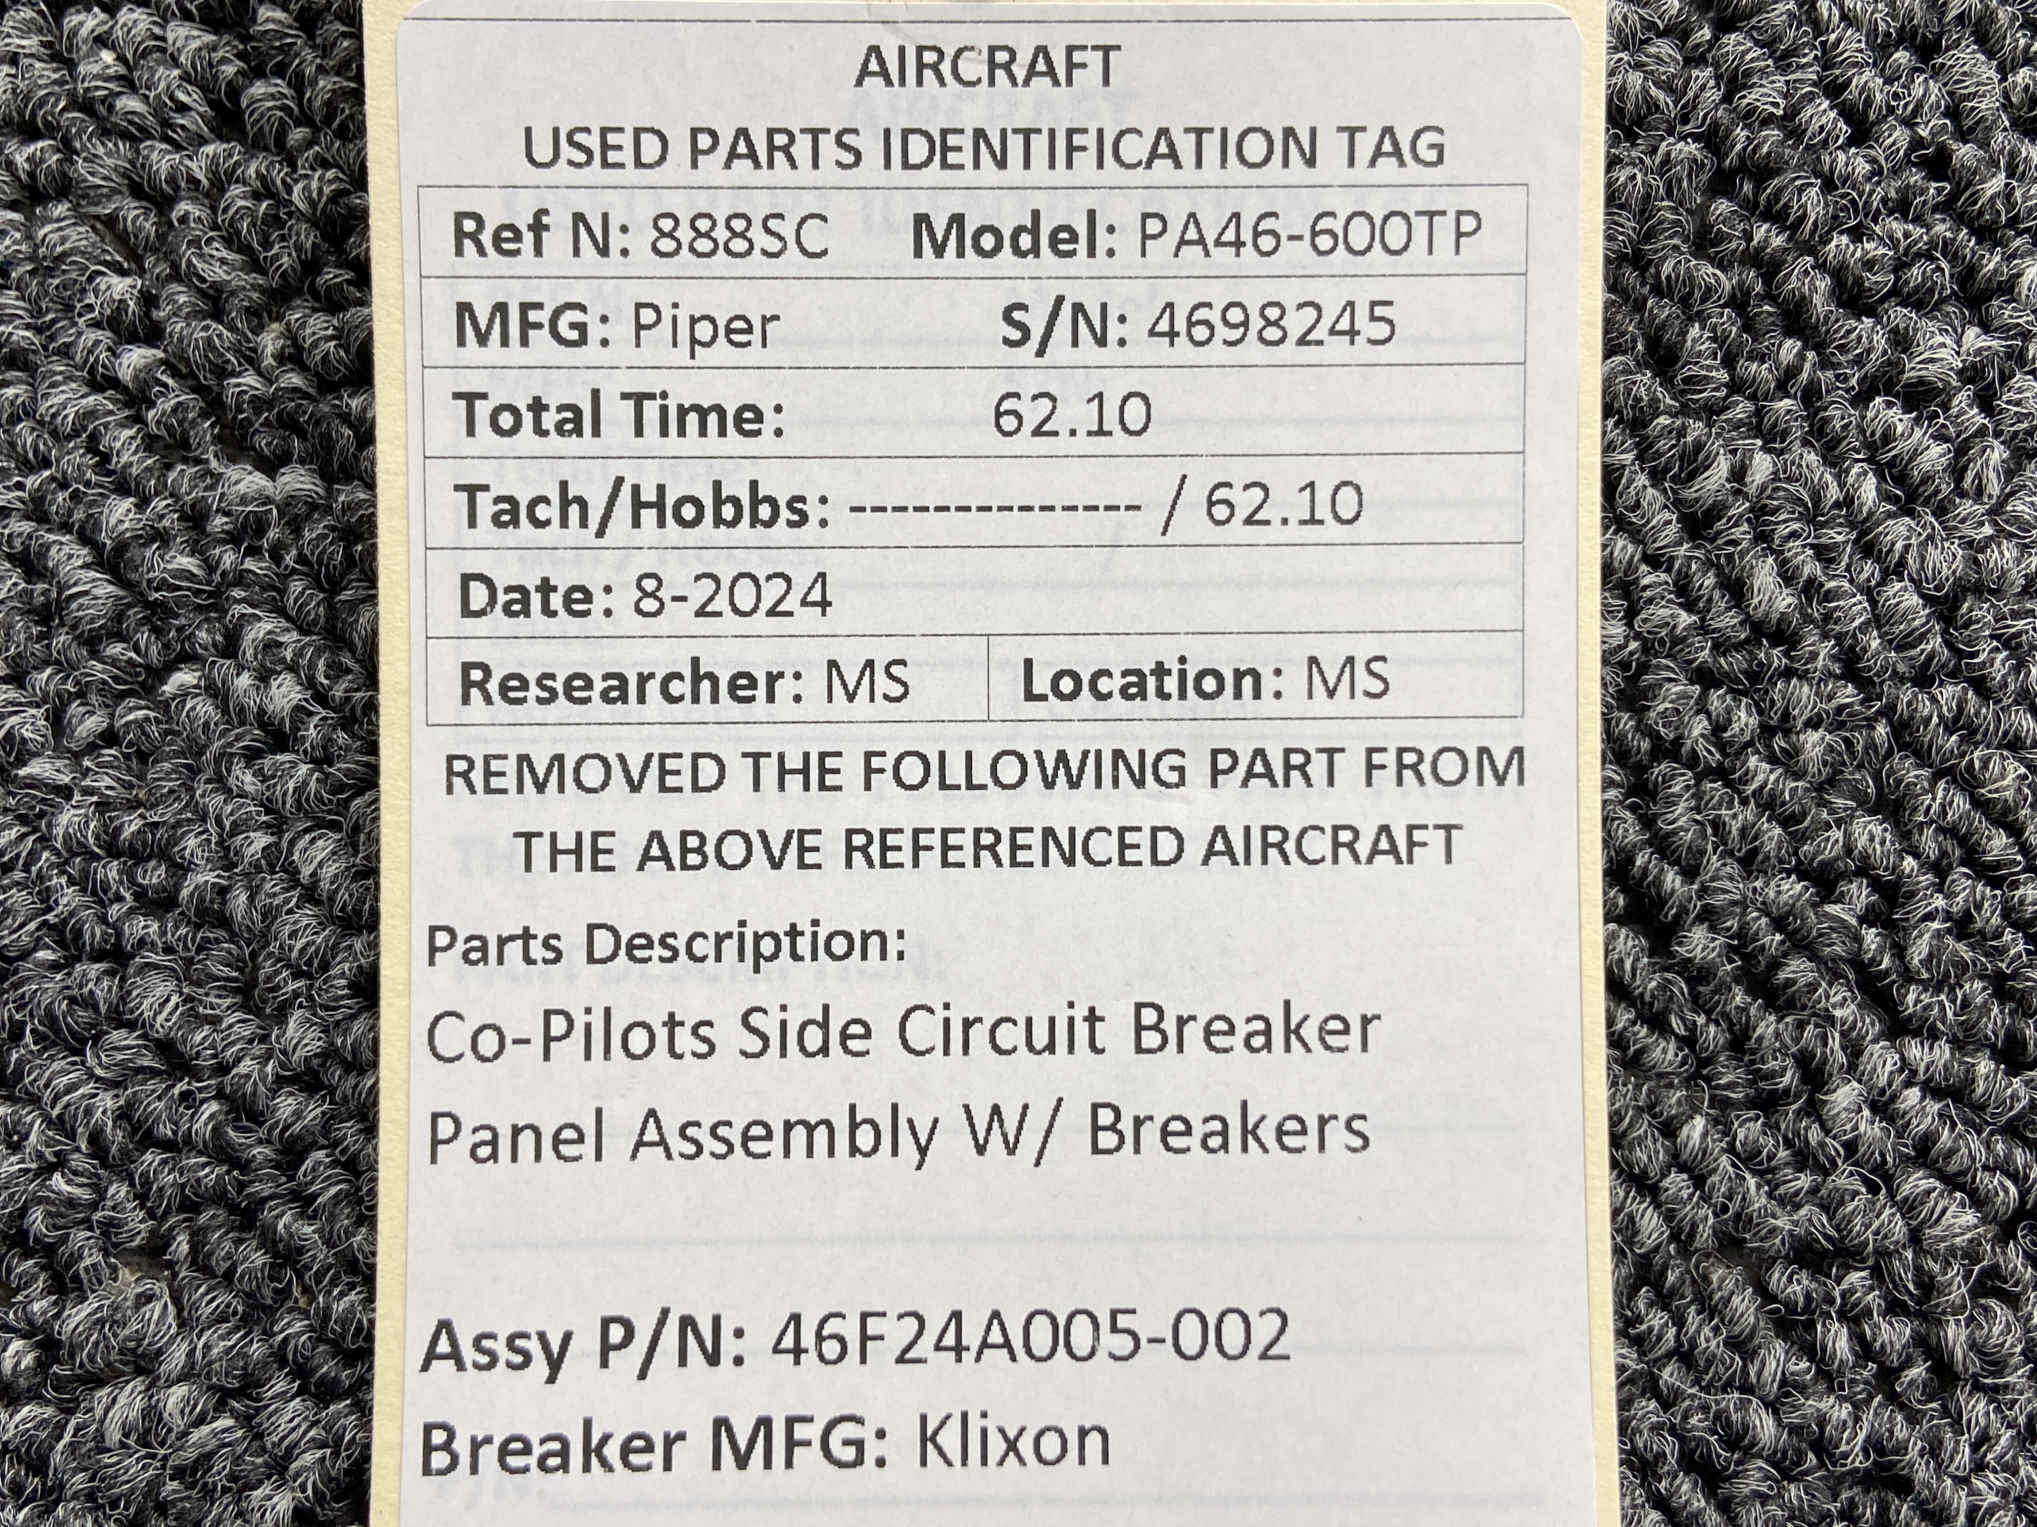 AIRCRAFT
USED PARTS IDENTIFICATION TAG
Ref N: 888SC Model: PA46-600TP
MFG: Piper S/N: 4698245
Total Time: 62.10
Tach/Hobbs: -------------- / 62.10
Date: 8-2024
Researcher: MS Location: MS
REMOVED THE FOLLOWING PART FROM
THE ABOVE REFERENCED AIRCRAFT
Parts Description:
Co-Pilots Side Circuit Breaker
Panel Assembly W/ Breakers
Assy P/N: 46F24A005-002
Breaker MFG: Klixon